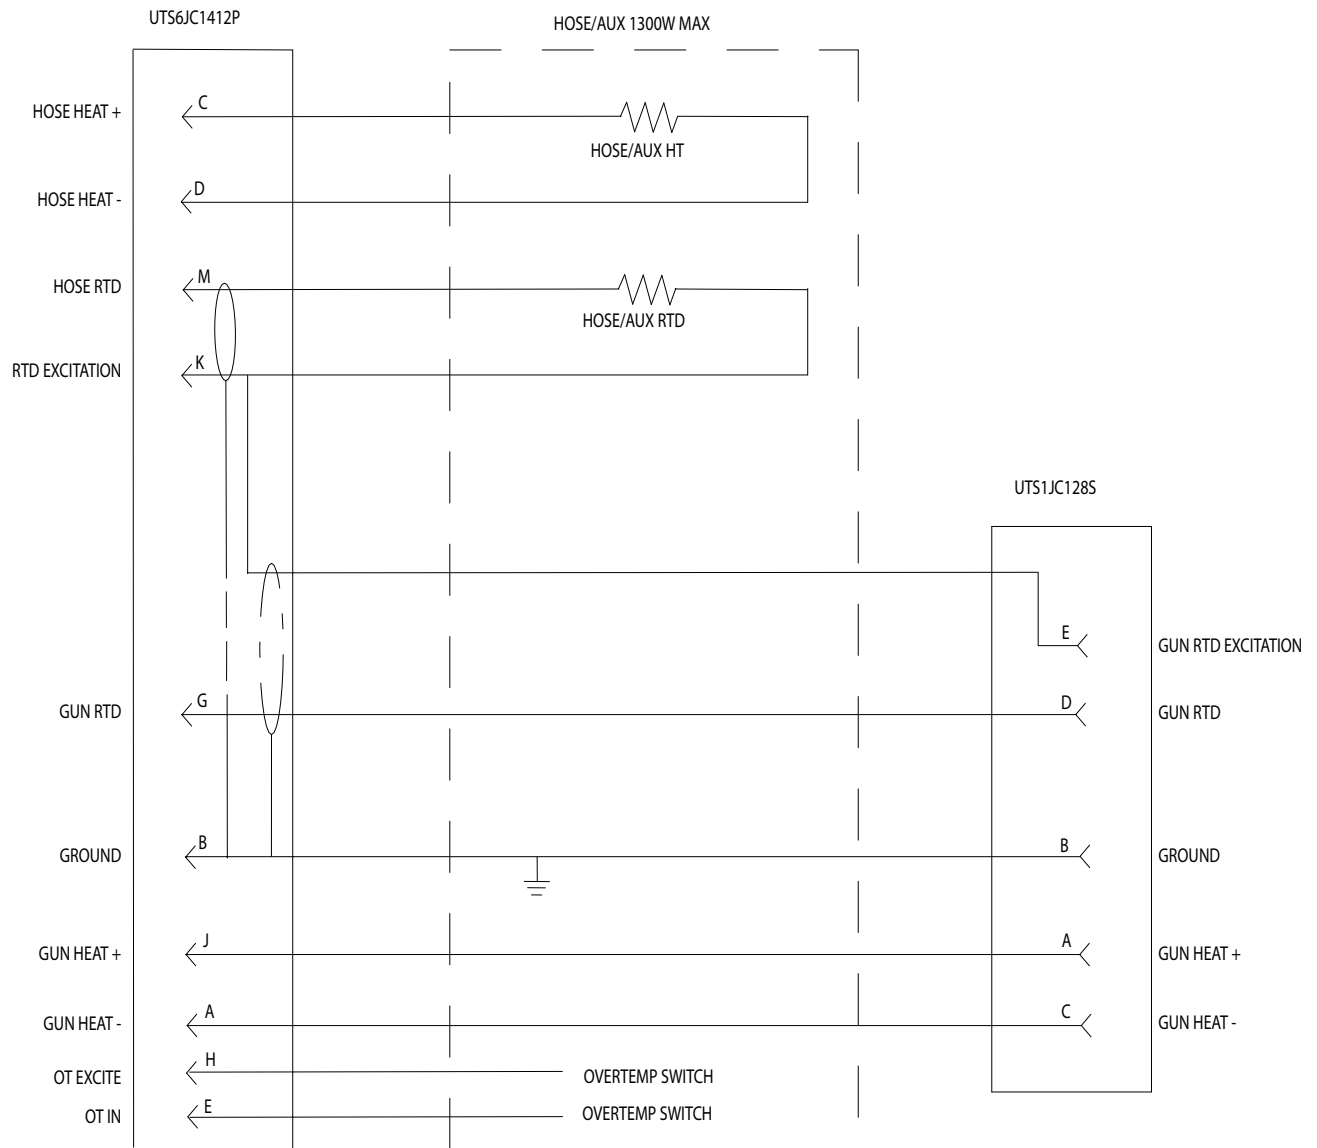 UTS6JC1412P
HOSE/AUX 1300W MAX
HOSE HEAT +
C
HOSE/AUX HT
HOSE HEAT -
D
HOSE RTD
M
HOSE/AUX RTD
RTD EXCITATION
K
UTS1JC128S
E
GUN RTD EXCITATION
GUN RTD
G
D
GUN RTD
GROUND
B
B
GROUND
GUN HEAT +
J
A
GUN HEAT +
GUN HEAT -
A
C
GUN HEAT -
OT EXCITE
H
OVERTEMP SWITCH
OT IN
E
OVERTEMP SWITCH